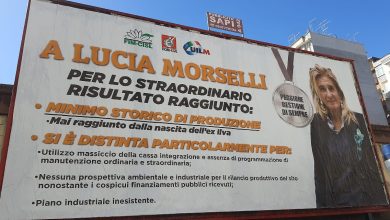 SAPI
FIM-CISL
UILM
A LUCIA MORSELLI
PER LO STRAORDINARIO
RISULTATO RAGGIUNTO:
• MINIMO STORICO DI PRODUZIONE
-Mai raggiunto dalla nascita dell'ex ilva
• SI È DISTINTA PARTICOLARMENTE PER:
•Utilizzo massiccio della cassa integrazione e assenza di programmazione di
manutenzione ordinaria e straordinaria;
•Nessuna prospettiva ambientale e industriale per il rilancio produttivo del sito
nonostante i cospicui finanziamenti pubblici ricevuti;
• Piano industriale inesistente.
PEGGIORE
GESTIONE
DI SEMPRE